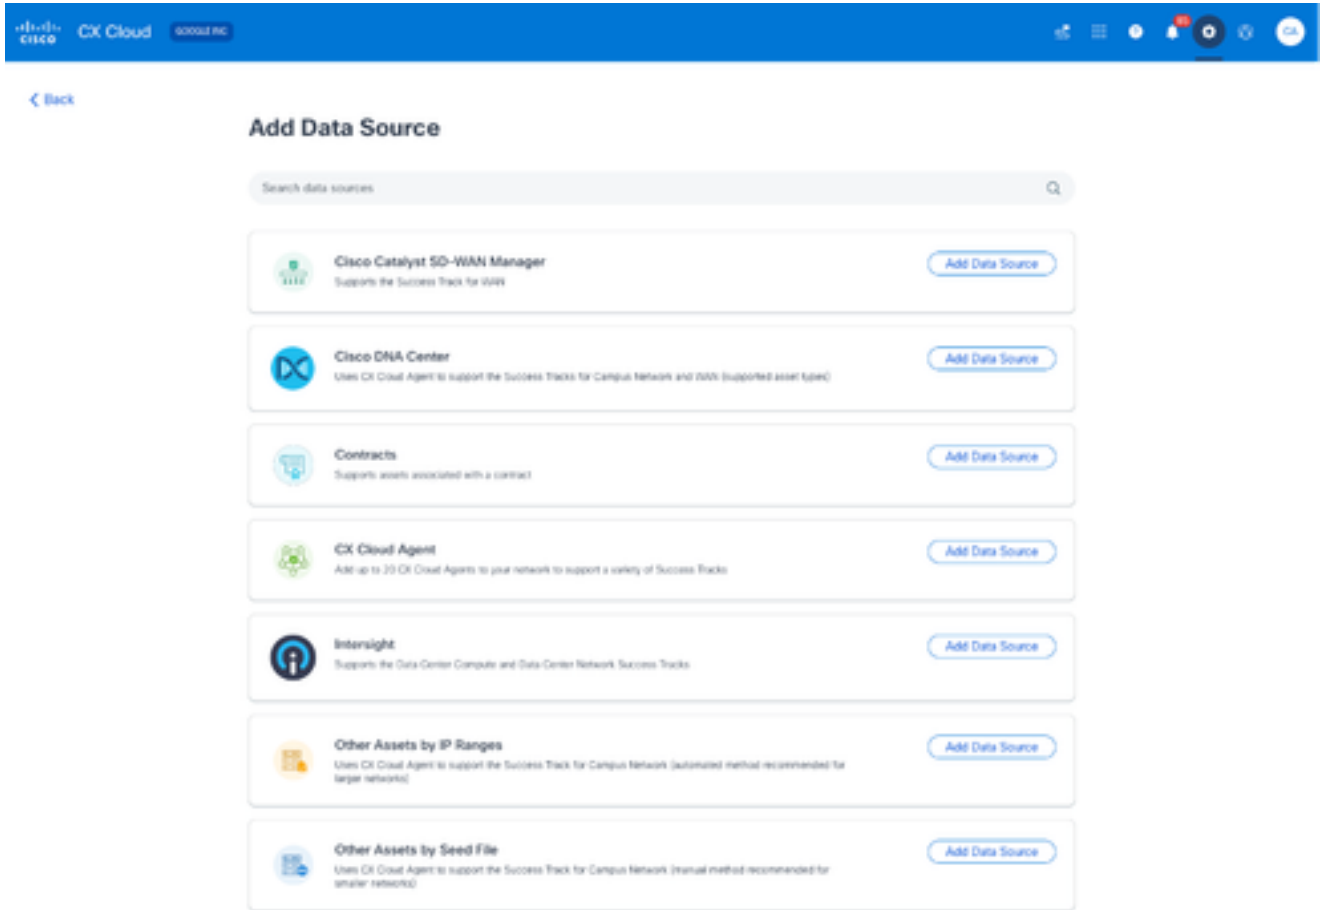 cisco CX Cloud GOOGLE INC CA
Back
Add Data Source
Search data sources
Cisco Catalyst SD-WAN Manager
Add Data Source
Supports the Success Track for WAN
Cisco DNA Center
Add Data Source
Uses CX Cloud Agent to support the Success Tracks for Campus Network and WAN (supported asset types)
Contracts
Add Data Source
Supports assets associated with a contract
CX Cloud Agent
Add Data Source
Add up to 20 CX Cloud Agents to your network to support a variety of Success Tracks
Intersight
Add Data Source
Supports the Data Center Compute and Data Center Network Success Tracks
Other Assets by IP Ranges
Add Data Source
Uses CX Cloud Agent to support the Success Track for Campus Network (automated method recommended for
larger networks)
Other Assets by Seed File
Add Data Source
Uses CX Cloud Agent to support the Success Track for Campus Network (manual method recommended for
smaller networks)